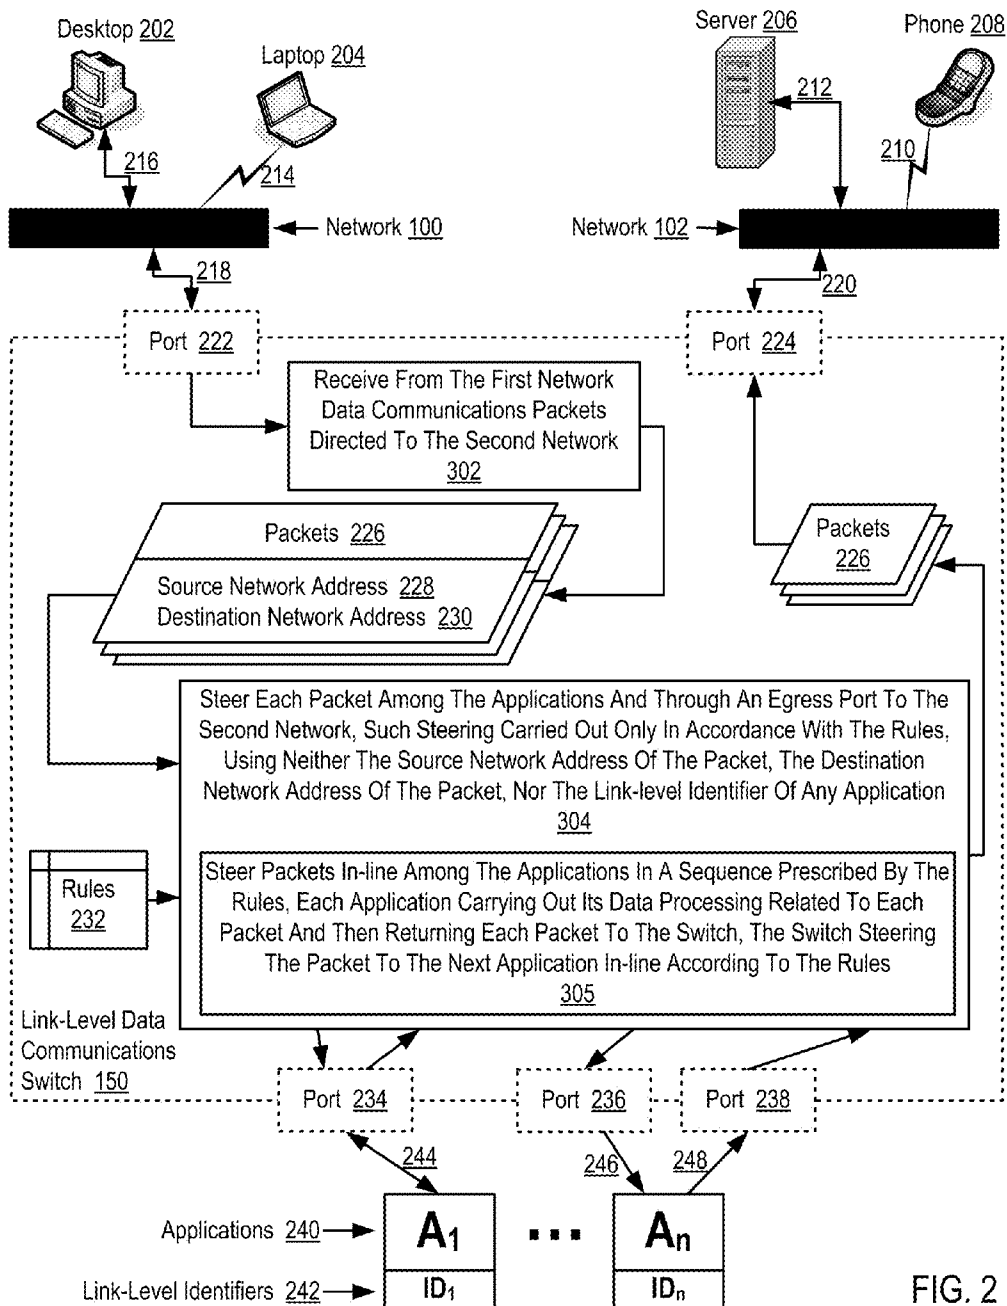 Desktop 202
Laptop 204
Server 206
Phone 208
216
214
212
210
Network 100
Network 102
218
220
Port 222
Port 224
Receive From The First Network
Data Communications Packets
Directed To The Second Network
302
Packets 226
Source Network Address 228
Destination Network Address 230
Packets
226
Steer Each Packet Among The Applications And Through An Egress Port To The
Second Network, Such Steering Carried Out Only In Accordance With The Rules,
Using Neither The Source Network Address Of The Packet, The Destination
Network Address Of The Packet, Nor The Link-level Identifier Of Any Application
304
Rules
232
Steer Packets In-line Among The Applications In A Sequence Prescribed By The
Rules, Each Application Carrying Out Its Data Processing Related To Each
Packet And Then Returning Each Packet To The Switch, The Switch Steering
The Packet To The Next Application In-line According To The Rules
305
Link-Level Data
Communications
Switch 150
Port 234
Port 236
Port 238
244
246
248
Applications 240
A1
...
An
Link-Level Identifiers 242
ID1
IDn
FIG. 2